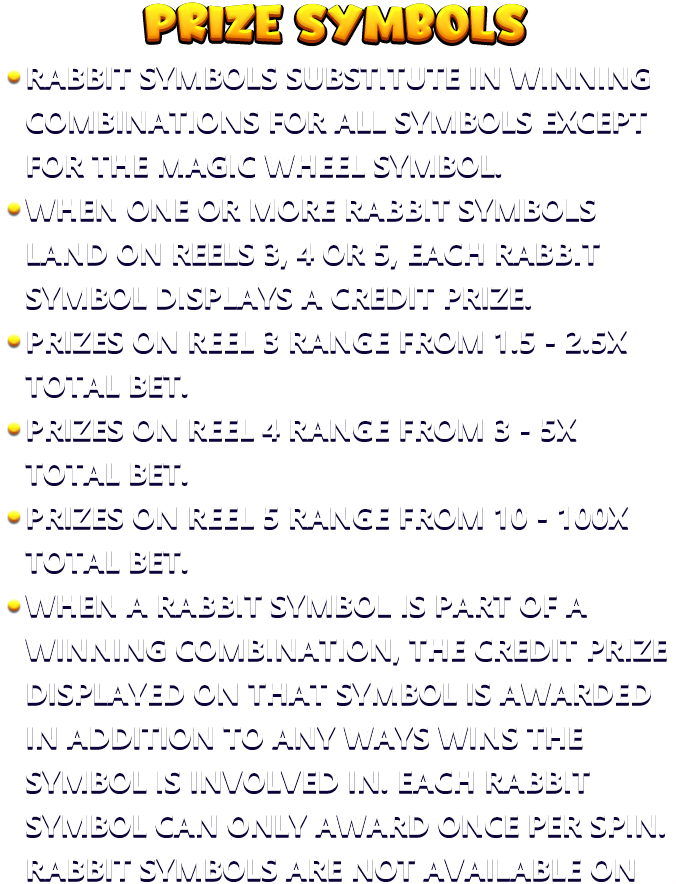 PRIZE SYMBOLS
• RABBIT SYMBOLS SUBSTITUTE IN WINNING
COMBINATIONS FOR ALL SYMBOLS EXCEPT
FOR THE MAGIC WHEEL SYMBOL.
• WHEN ONE OR MORE RABBIT SYMBOLS
LAND ON REELS 3, 4 OR 5, EACH RABBIT
SYMBOL DISPLAYS A CREDIT PRIZE.
• PRIZES ON REEL 3 RANGE FROM 1.5 - 2.5X
TOTAL BET.
• PRIZES ON REEL 4 RANGE FROM 3 - 5X
TOTAL BET.
• PRIZES ON REEL 5 RANGE FROM 10 - 100X
TOTAL BET.
• WHEN A RABBIT SYMBOL IS PART OF A
WINNING COMBINATION, THE CREDIT PRIZE
DISPLAYED ON THAT SYMBOL IS AWARDED
IN ADDITION TO ANY WAYS WINS THE
SYMBOL IS INVOLVED IN. EACH RABBIT
SYMBOL CAN ONLY AWARD ONCE PER SPIN.
RABBIT SYMBOLS ARE NOT AVAILABLE ON